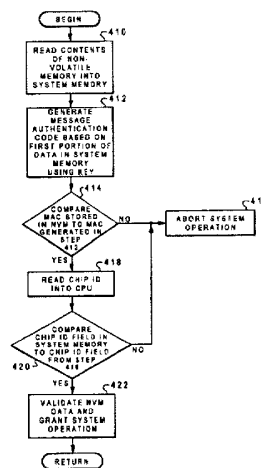 BEGIN
410
READ CONTENTS
OF NON-
VOLATILE
MEMORY INTO
SYSTEM MEMORY
412
GENERATE
MESSAGE
AUTHENTICATION
CODE BASED ON
FIRST PORTION OF
DATA IN SYSTEM
MEMORY
USING KEY
414
COMPARE
MAC STORED
IN NVM TO MAC
GENERATED IN
STEP
412
NO
YES
41
ABORT SYSTEM
OPERATION
418
READ CHIP ID
INTO CPU
COMPARE
CHIP ID FIELD IN
SYSTEM MEMORY
TO CHIP ID FIELD
FROM STEP
NO
420
YES
422
VALIDATE NVM
DATA AND
GRANT SYSTEM
OPERATION
RETURN